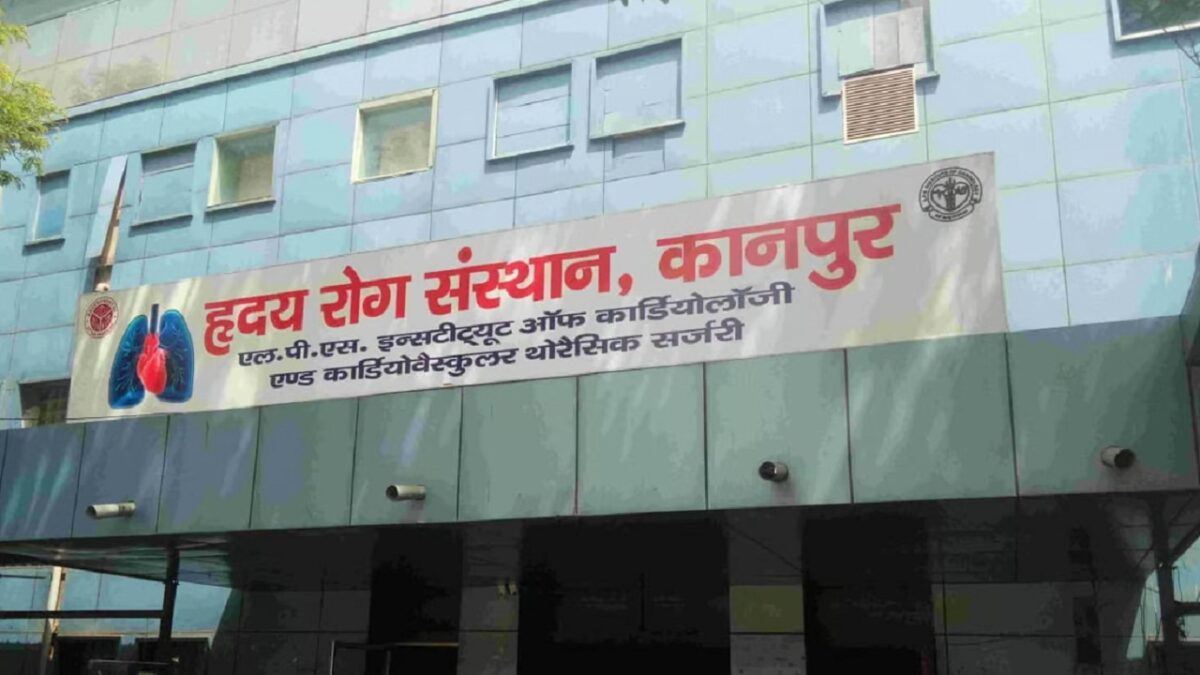 हृदय रोग संस्थान, कानपुर
एल.पी.एस. इन्सटीट्यूट ऑफ कार्डियोलॉजी
एण्ड कार्डियोवैस्कुलर थोरैसिक सर्जरी